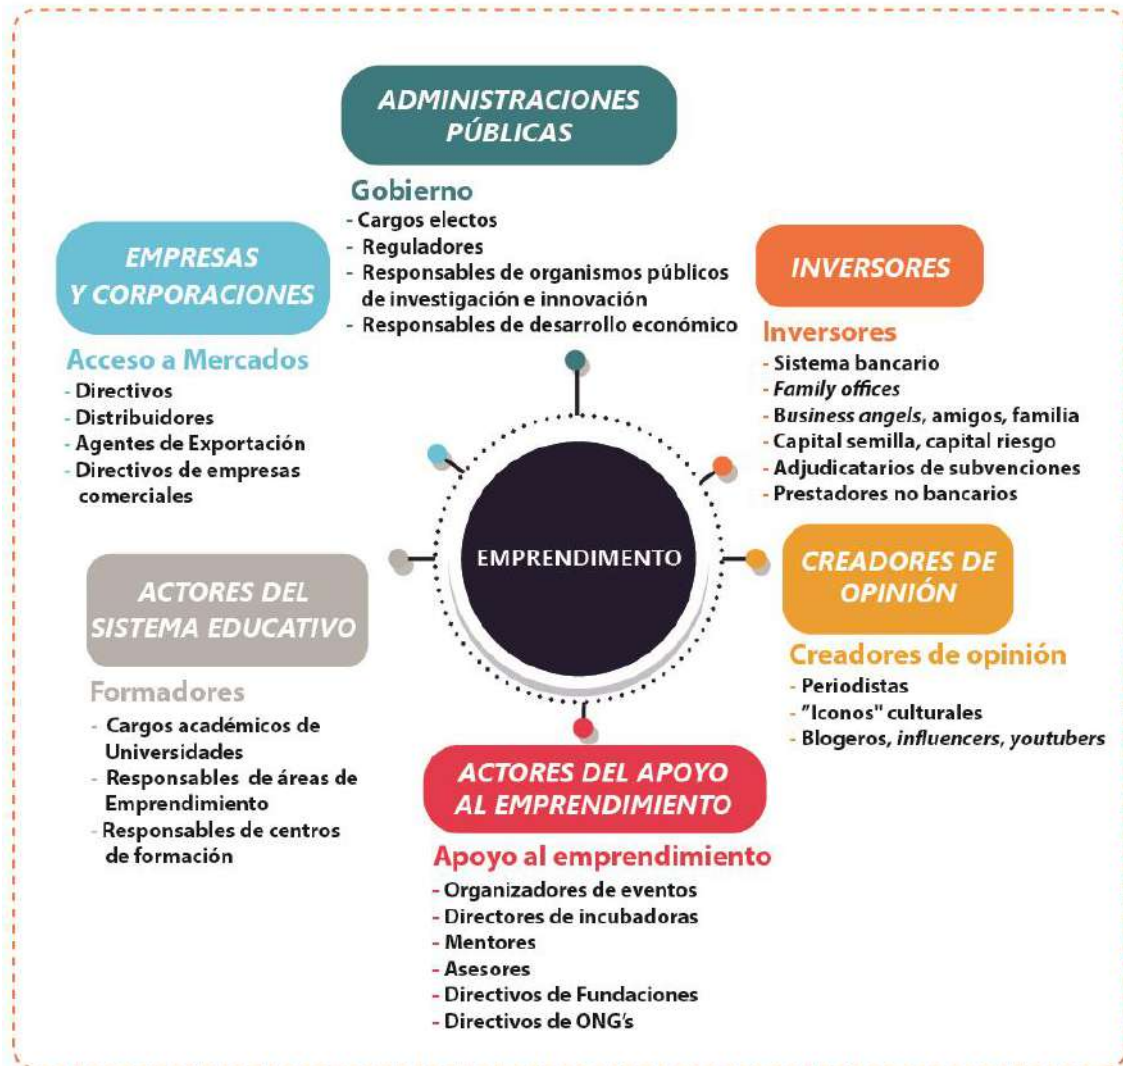 ADMINISTRACIONES
PÚBLICAS
Gobierno
- Cargos electos
- Reguladores
- Responsables de organismos públicos
de investigación e innovación
- Responsables de desarrollo económico
EMPRESAS
Y CORPORACIONES
Acceso a Mercados
- Directivos
- Distribuidores
- Agentes de Exportación
- Directivos de empresas
comerciales
INVERSORES
Inversores
- Sistema bancario
- Family offices
- Business angels, amigos, familia
- Capital semilla, capital riesgo
- Adjudicatarios de subvenciones
- Prestadores no bancarios
EMPRENDIMENTO
ACTORES DEL
SISTEMA EDUCATIVO
Formadores
- Cargos académicos de
Universidades
- Responsables de áreas de
Emprendimiento
- Responsables de centros
de formación
CREADORES DE
OPINIÓN
Creadores de opinión
- Periodistas
- "Iconos" culturales
- Blogeros, influencers, youtubers
ACTORES DEL APOYO
AL EMPRENDIMIENTO
Apoyo al emprendimiento
- Organizadores de eventos
- Directores de incubadoras
- Mentores
- Asesores
- Directivos de Fundaciones
- Directivos de ONG's